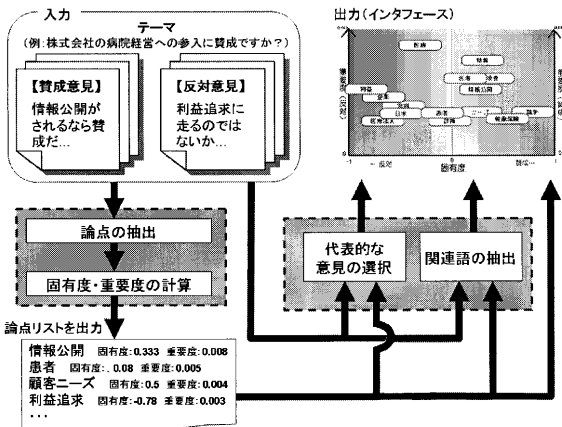 入力
テーマ
(例:株式会社の病院経営への参入に賛成ですか?)
【賛成意見】
情報公開が
されるなら賛
成だ…
【反対意見】
利益追求に
走るのでは
ないか…
論点の抽出
固有度・重要度の計算
論点リストを出力
情報公開 固有度:0.333 重要度:0.008
患者 固有度:.0.08 重要度:0.005
顧客ニーズ 固有度:0.5 重要度:0.004
利益追求 固有度:-0.78 重要度:0.003
・・・
出力(インタフェース)
医療
情報公開
-1
← 反対
0
固有度
賛成→
1
代表的な
意見の選択
関連語の抽出